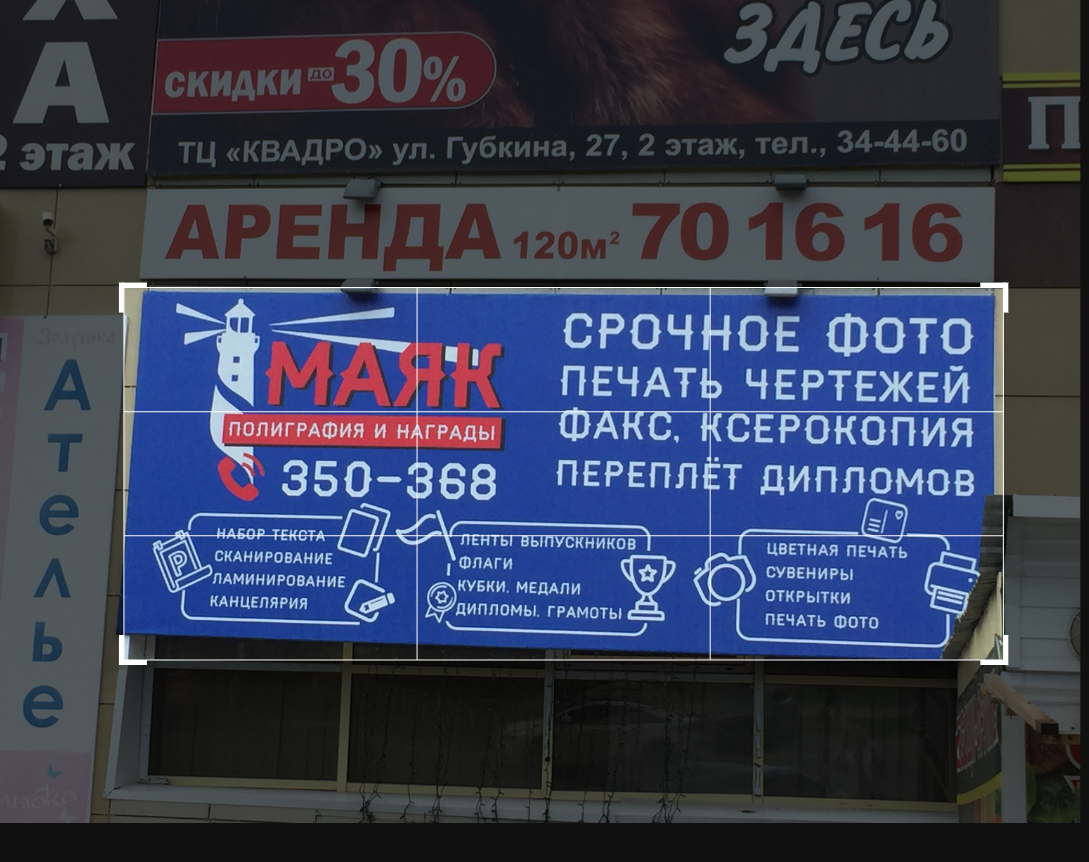 А
2 этаж
ЗДЕСЬ
СКИДКИ ДО 30%
ТЦ «КВАДРО» ул. Губкина, 27, 2 этаж, тел., 34-44-60
П
АРЕНДА 120м² 70 16 16
Золушка
Ателье
МАЯК
ПОЛИГРАФИЯ И НАГРАДЫ
350-368
СРОЧНОЕ ФОТО
ПЕЧАТЬ ЧЕРТЕЖЕЙ
ФАКС, КСЕРОКОПИЯ
ПЕРЕПЛЁТ ДИПЛОМОВ
P
НАБОР ТЕКСТА
СКАНИРОВАНИЕ
ЛАМИНИРОВАНИЕ
КАНЦЕЛЯРИЯ
ЛЕНТЫ ВЫПУСКНИКОВ
ФЛАГИ
КУБКИ, МЕДАЛИ
ДИПЛОМЫ, ГРАМОТЫ
ЦВЕТНАЯ ПЕЧАТЬ
СУВЕНИРЫ
ОТКРЫТКИ
ПЕЧАТЬ ФОТО